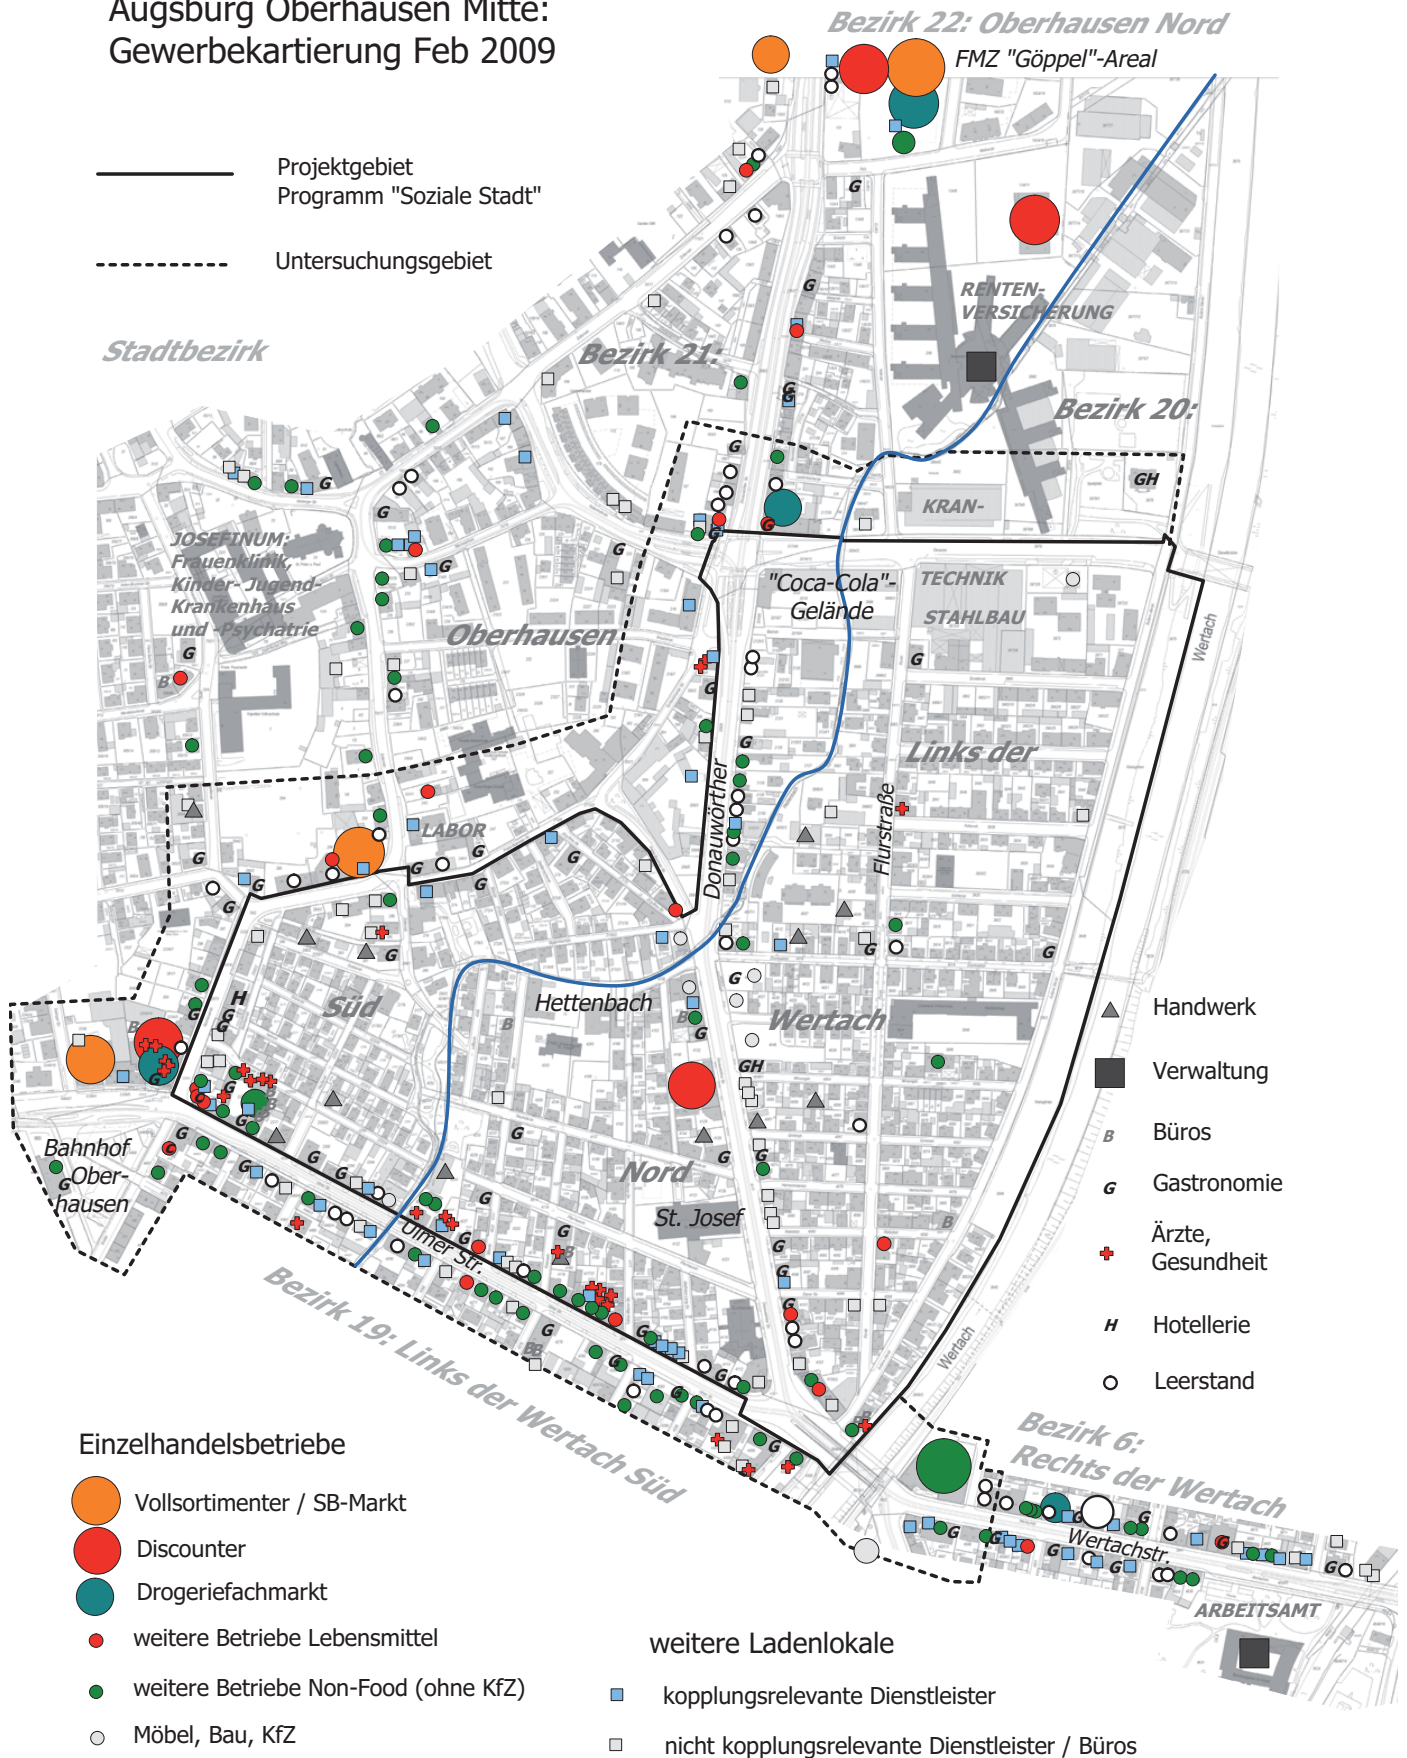 Augsburg Oberhausen Mitte:
Gewerbekartierung Feb 2009
Bezirk 22: Oberhausen Nord
FMZ "Göppel"-Areal
Projektgebiet
Programm "Soziale Stadt"
Untersuchungsgebiet
Stadtbezirk
Bezirk 21:
RENTEN-
VERSICHERUNG
Bezirk 20:
KRAN-
GH
JOSEFINUM:
Frauenklinik,
Kinder- Jugend-
Krankenhaus
und -Psychatrie
Oberhausen
"Coca-Cola"-
Gelände
TECHNIK
STAHLBAU
Wertach
Links der
Donauwörther
Flurstraße
LABOR
Süd
Hettenbach
Wertach
GH
Nord
St. Josef
Bahnhof
Ober-
hausen
Ulmer Str.
Bezirk 19: Links der Wertach Süd
Wertach
Handwerk
Verwaltung
B Büros
G Gastronomie
Ärzte,
Gesundheit
H Hotellerie
Leerstand
Bezirk 6:
Rechts der Wertach
Wertachstr.
ARBEITSAMT
Einzelhandelsbetriebe
Vollsortimenter / SB-Markt
Discounter
Drogeriefachmarkt
weitere Betriebe Lebensmittel
weitere Betriebe Non-Food (ohne KfZ)
Möbel, Bau, KfZ
weitere Ladenlokale
kopplungsrelevante Dienstleister
nicht kopplungsrelevante Dienstleister / Büros